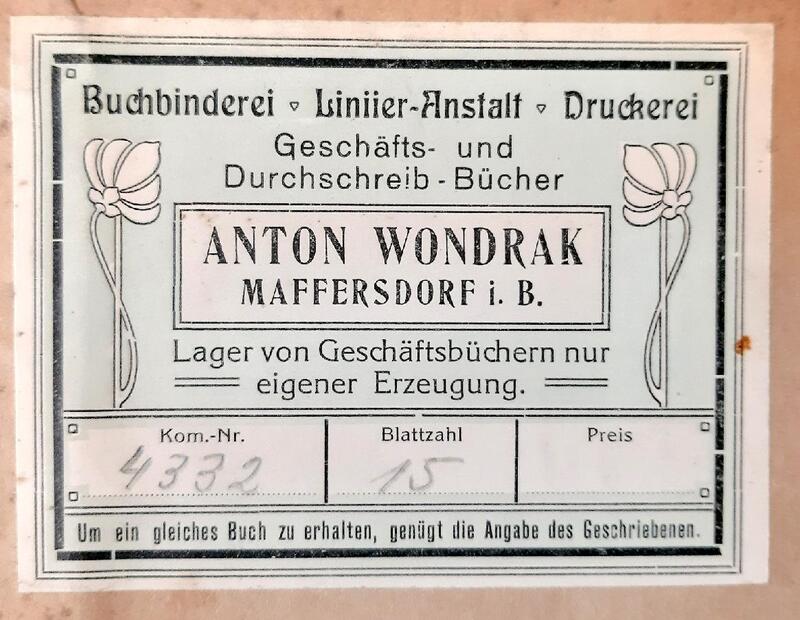 Buchbinderei ▿ Liniier-Anstalt ▿ Druckerei
Geschäfts- und
Durchschreib-Bücher
ANTON WONDRAK
MAFFERSDORF i. B.
Lager von Geschäftsbüchern nur
eigener Erzeugung.
Kom.-Nr. Blattzahl Preis
4332 15
Um ein gleiches Buch zu erhalten, genügt die Angabe des Geschriebenen.